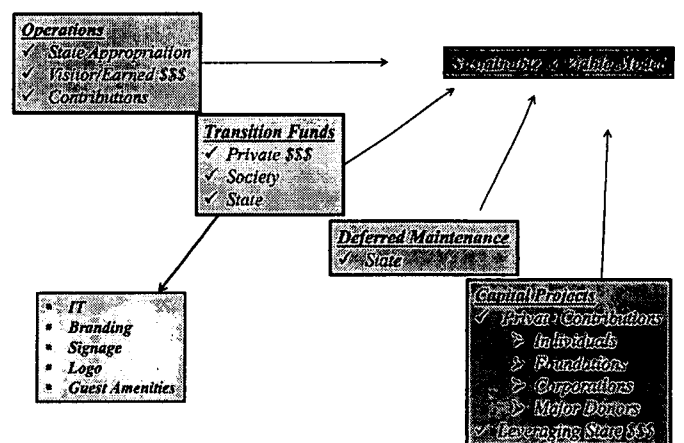 Operations
✓ State Appropriation
✓ Visitor/Earned $$$
✓ Contributions
Sustainable & Viable Model
Transition Funds
✓ Private $$$
✓ Society
✓ State
Deferred Maintenance
✓ State
▪ IT
▪ Branding
▪ Signage
▪ Logo
▪ Guest Amenities
Capital Projects
✓ Private Contributions
➢ Individuals
➢ Foundations
➢ Corporations
➢ Major Donors
✓ Leveraging State $$$